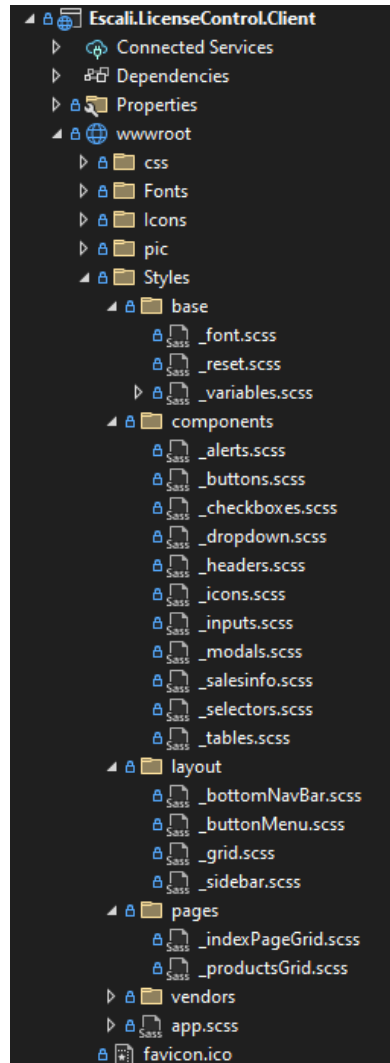 Escali.LicenseControl.Client
Connected Services
Dependencies
Properties
wwwroot
css
Fonts
Icons
pic
Styles
base
_font.scss
_reset.scss
_variables.scss
components
_alerts.scss
_buttons.scss
_checkboxes.scss
_dropdown.scss
_headers.scss
_icons.scss
_inputs.scss
_modals.scss
_salesinfo.scss
_selectors.scss
_tables.scss
layout
_bottomNavBar.scss
_buttonMenu.scss
_grid.scss
_sidebar.scss
pages
_indexPageGrid.scss
_productsGrid.scss
vendors
app.scss
favicon.ico